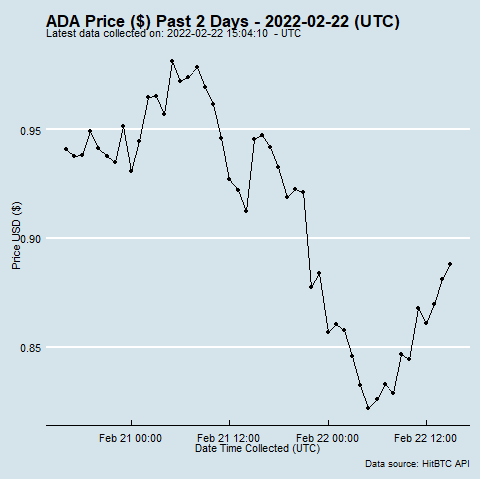 ADA Price ($) Past 2 Days - 2022-02-22 (UTC)
Latest data collected on: 2022-02-22 15:04:10  - UTC
0.95
0.90
0.85
Price USD ($)
Feb 21 00:00
Feb 21 12:00
Feb 22 00:00
Feb 22 12:00
Date Time Collected (UTC)
Data source: HitBTC API